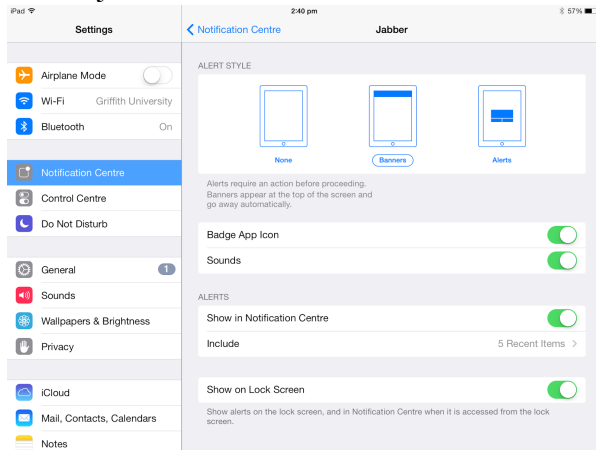 iPad
2:40 pm
57%
Settings
Notification Centre
Jabber
Airplane Mode
Wi-Fi Griffith University
Bluetooth On
Notification Centre
Control Centre
Do Not Disturb
General 1
Sounds
Wallpapers & Brightness
Privacy
iCloud
Mail, Contacts, Calendars
Notes
ALERT STYLE
None
Banners
Alerts
Alerts require an action before proceeding.
Banners appear at the top of the screen and
go away automatically.
Badge App Icon
Sounds
ALERTS
Show in Notification Centre
Include 5 Recent Items
Show on Lock Screen
Show alerts on the lock screen, and in Notification Centre when it is accessed from the lock
screen.